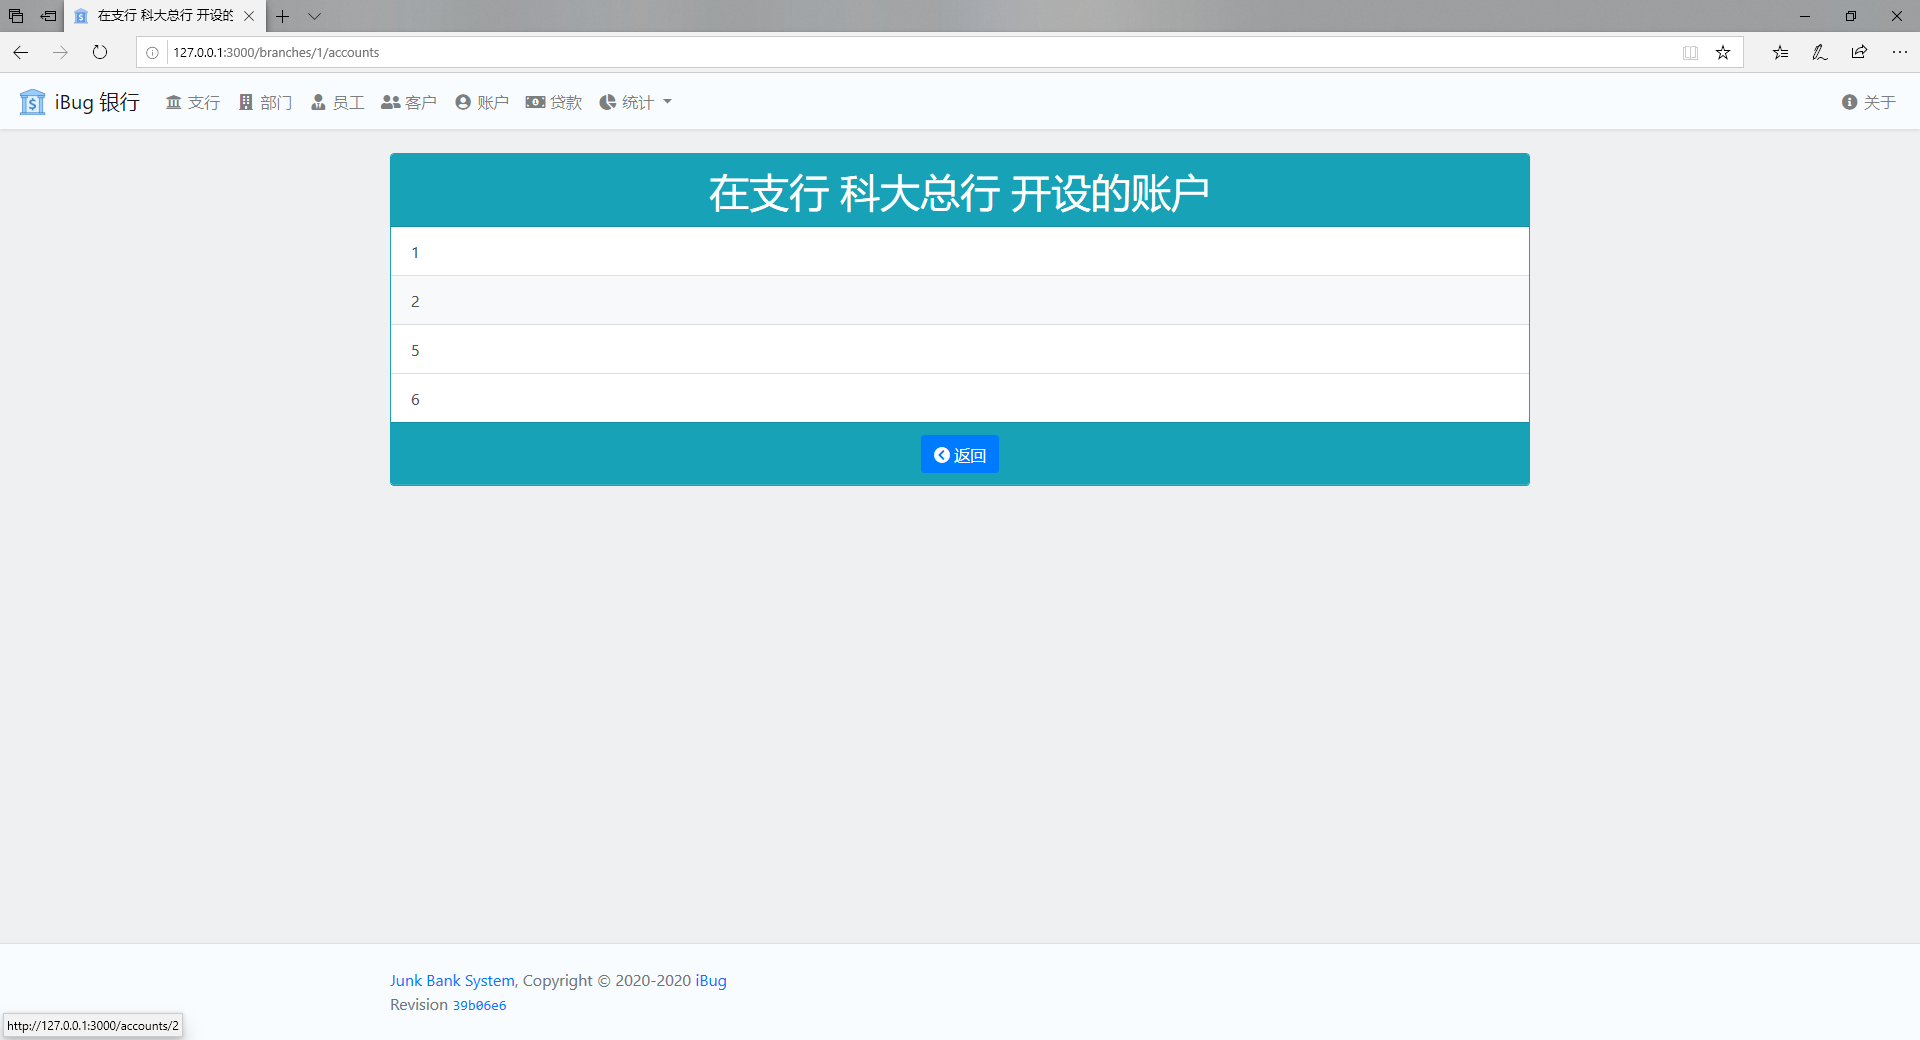 在支行 科大总行 开设的
127.0.0.1:3000/branches/1/accounts
iBug 银行 支行 部门 员工 客户 账户 贷款 统计 关于
在支行 科大总行 开设的账户
1
2
5
6
返回
Junk Bank System, Copyright © 2020-2020 iBug
Revision 39b06e6
http://127.0.0.1:3000/accounts/2